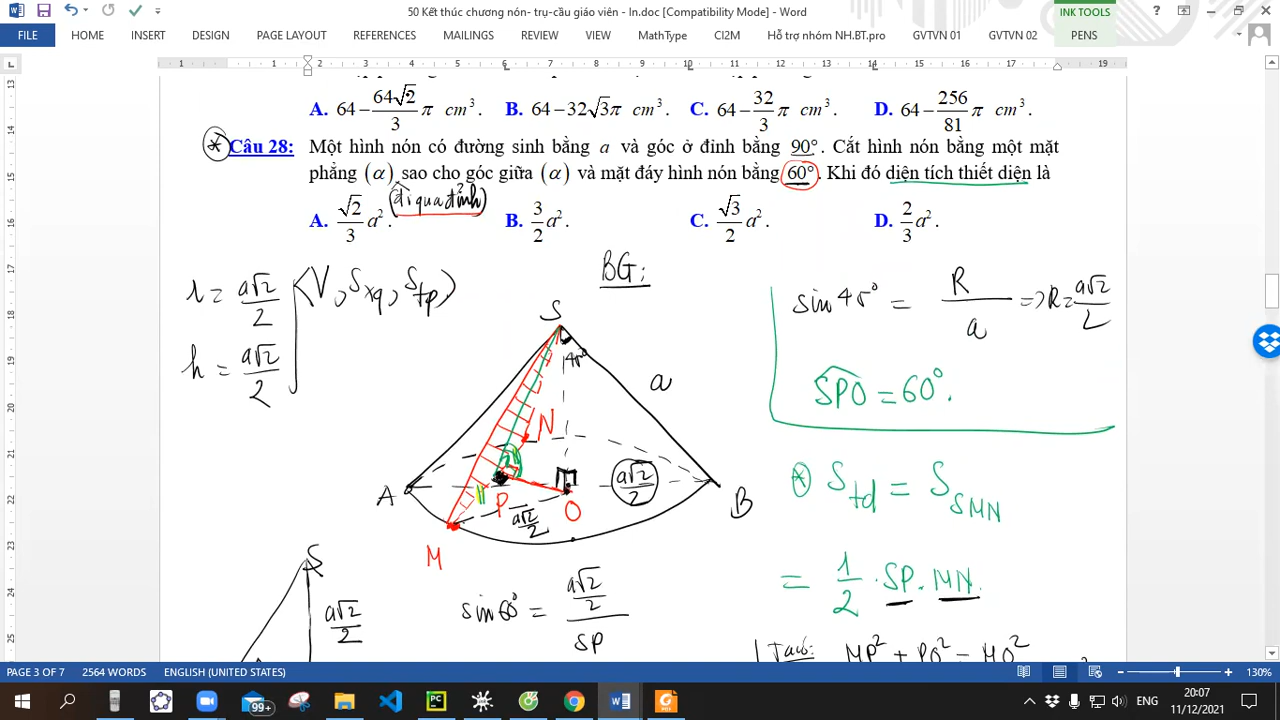 50 Kết thúc chương nón- trụ-cầu giáo viên - In.doc [Compatibility Mode] - Word
INK TOOLS
FILE HOME INSERT DESIGN PAGE LAYOUT REFERENCES MAILINGS REVIEW VIEW MathType CI2M Hỗ trợ nhóm NH.BT.pro GVTVN 01 GVTVN 02 PENS
A. 64 − 64√2/3 π cm³. B. 64 − 32√3π cm³. C. 64 − 32/3 π cm³. D. 64 − 256/81 π cm³.
Câu 28: Một hình nón có đường sinh bằng a và góc ở đỉnh bằng 90°. Cắt hình nón bằng một mặt
phẳng (α) sao cho góc giữa (α) và mặt đáy hình nón bằng 60°. Khi đó diện tích thiết diện là
(đi qua đỉnh)
A. √2/3 a². B. 3/2 a². C. √3/2 a². D. 2/3 a².
BG:
r = a√2/2
h = a√2/2
(V, Sxq, Stp)
S
45°
a
N
A
P
O
B
M
a√2/2
a√2/2
sin 45° = R/a => R = a√2/2
SPO = 60°.
Std = S SMN
= 1/2 . SP . MN.
S
a√2/2
sin 60° = (a√2/2)/SP
MP² + PO² = MO²
PAGE 3 OF 7 2564 WORDS ENGLISH (UNITED STATES) 130%
99+
ENG
20:07
11/12/2021